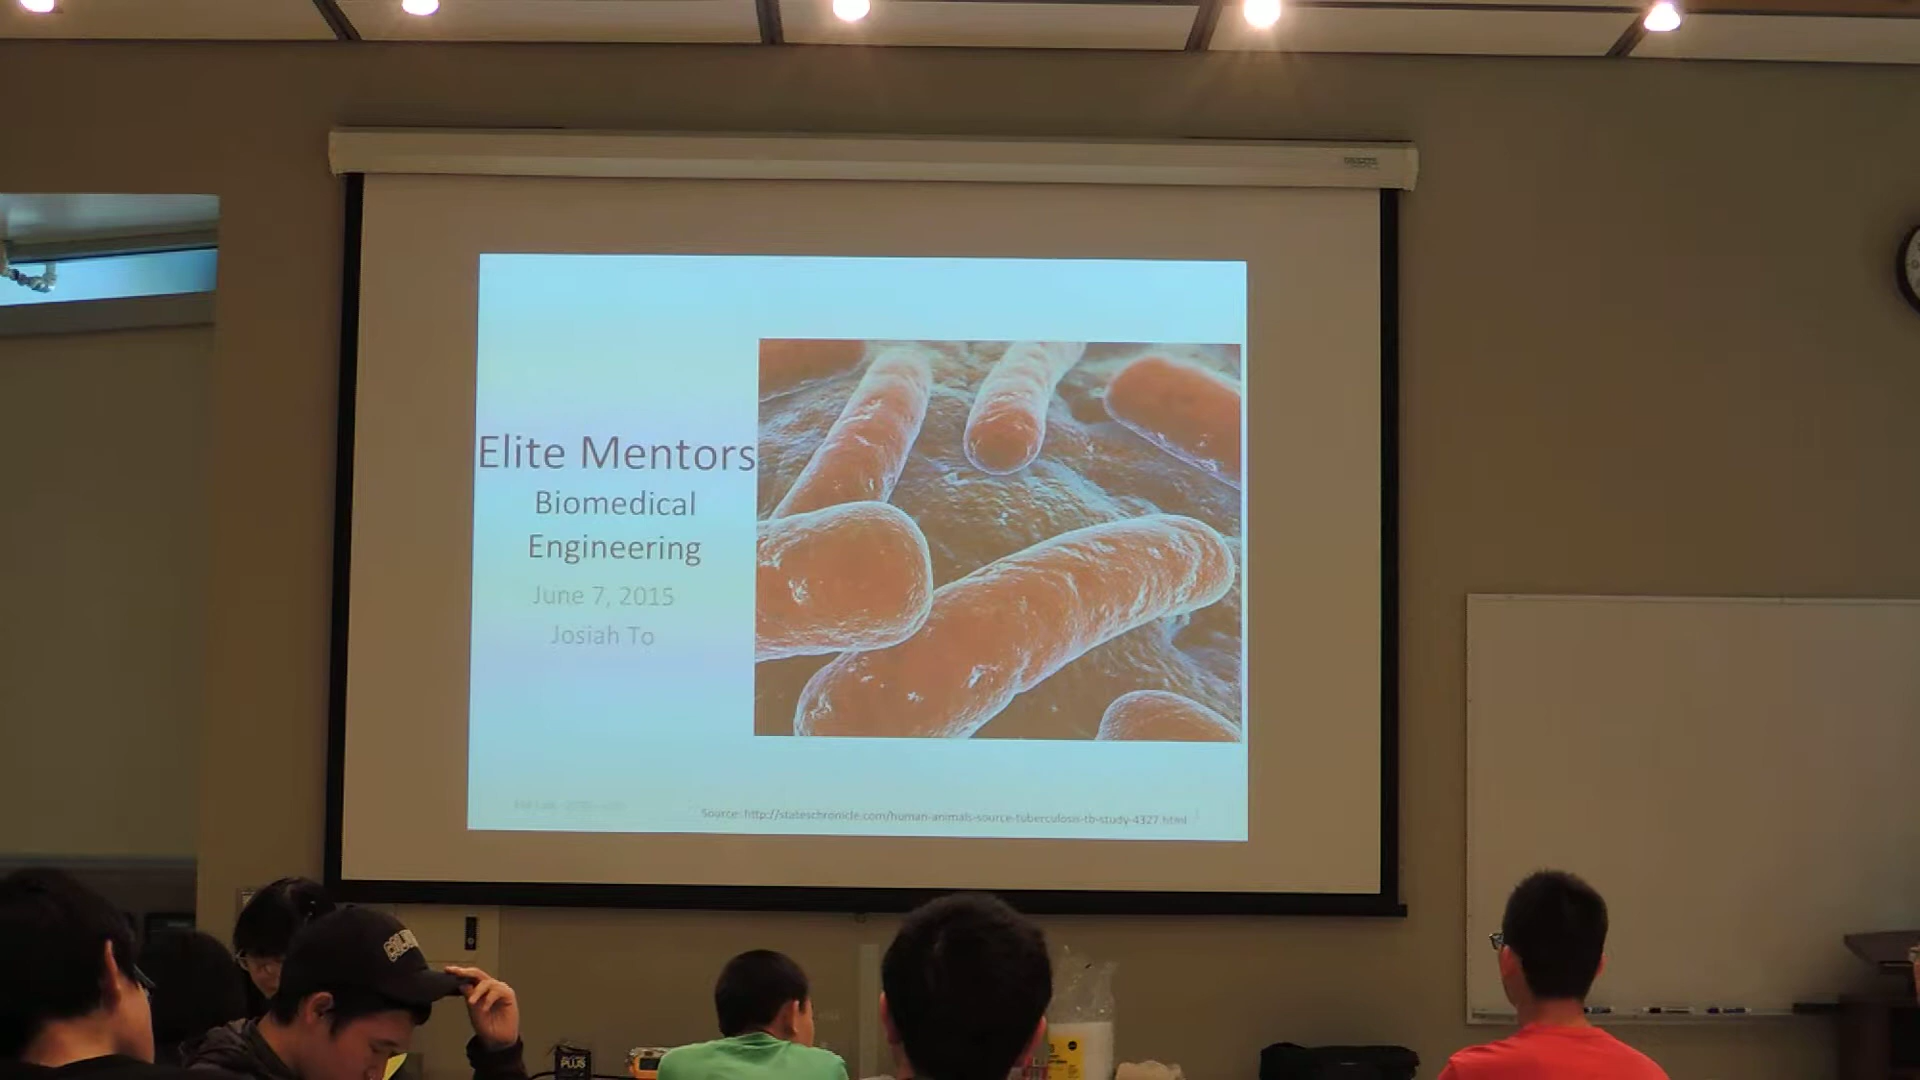 Elite Mentors
Biomedical
Engineering
June 7, 2015
Josiah To
Source: http://stateschronicle.com/human-animals-source-tuberculosis-tb-study-4327.html
PLUS